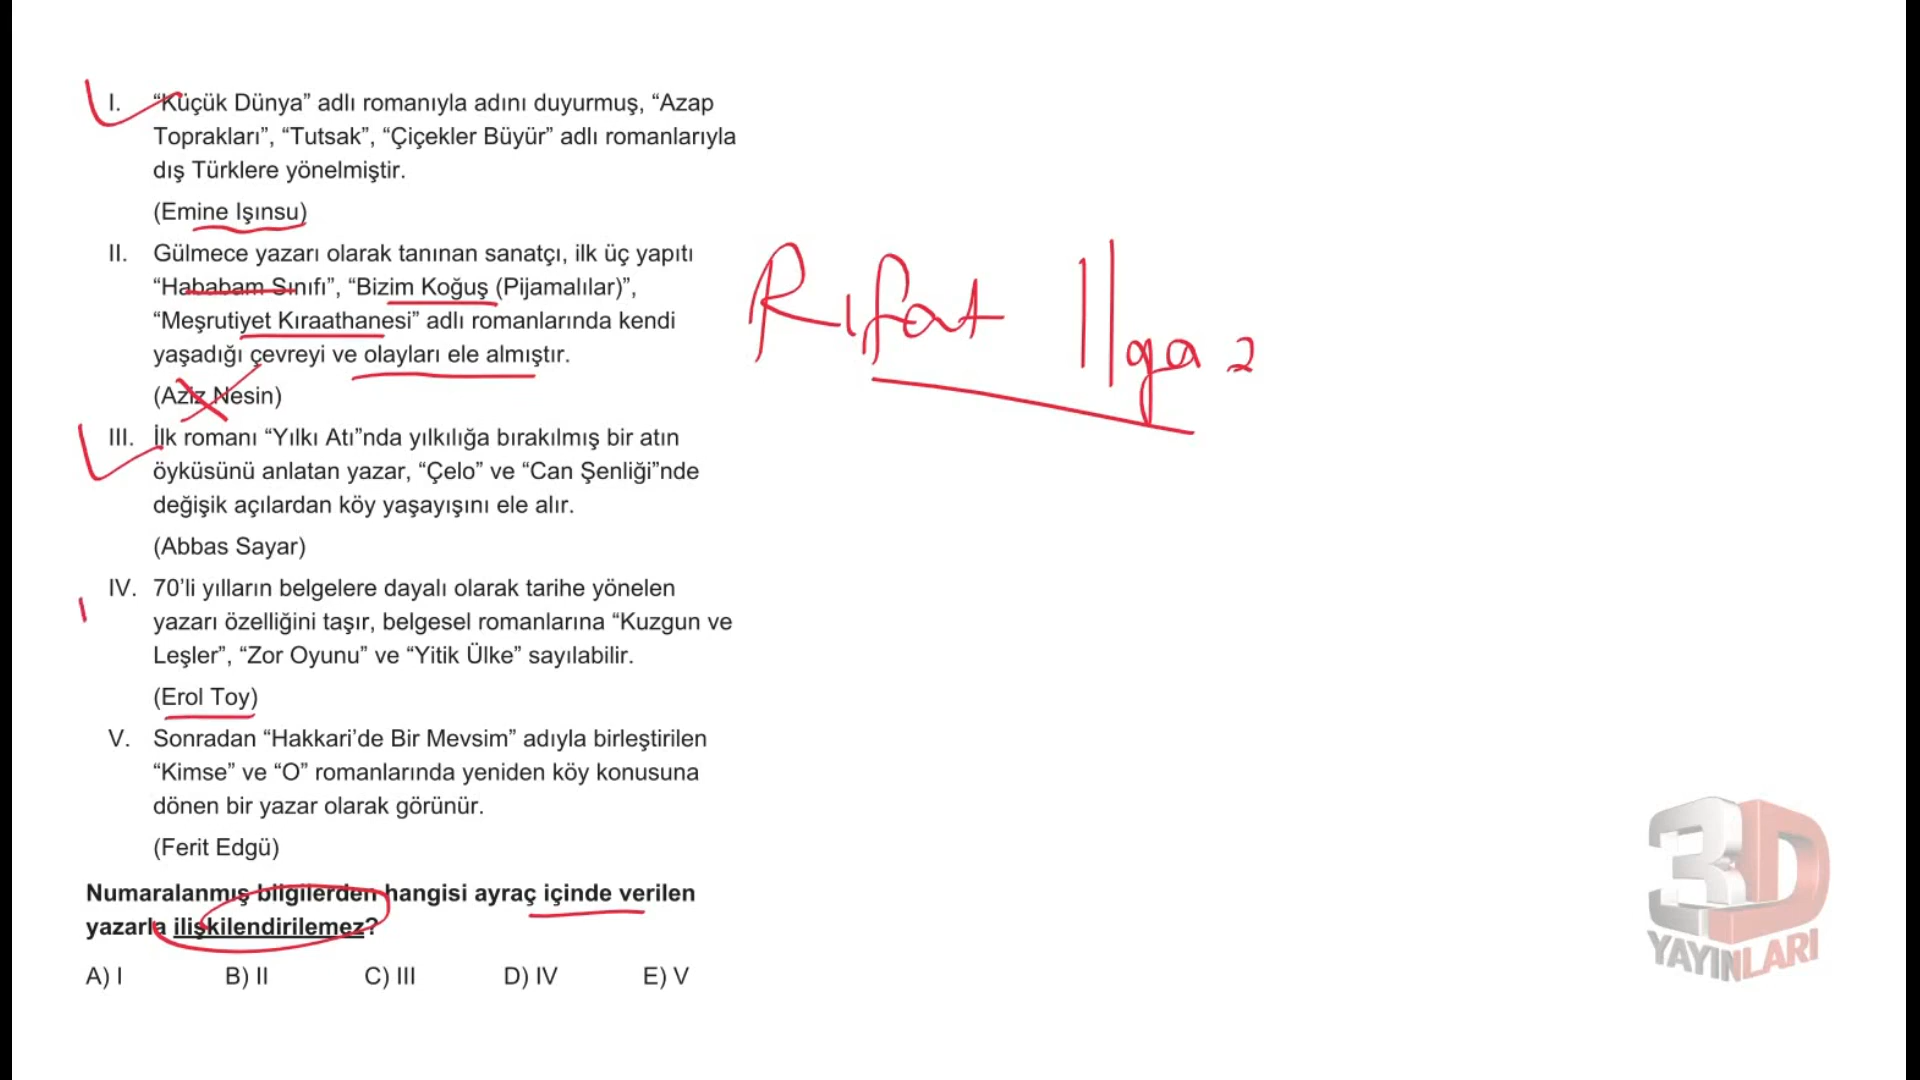 I. “Küçük Dünya” adlı romanıyla adını duyurmuş, “Azap
Toprakları”, “Tutsak”, “Çiçekler Büyür” adlı romanlarıyla
dış Türklere yönelmiştir.
(Emine Işınsu)
II. Gülmece yazarı olarak tanınan sanatçı, ilk üç yapıtı
“Hababam Sınıfı”, “Bizim Koğuş (Pijamalılar)”,
“Meşrutiyet Kıraathanesi” adlı romanlarında kendi
yaşadığı çevreyi ve olayları ele almıştır.
(Aziz Nesin)
Rıfat Ilgaz
III. İlk romanı “Yılkı Atı”nda yılkılığa bırakılmış bir atın
öyküsünü anlatan yazar, “Çelo” ve “Can Şenliği”nde
değişik açılardan köy yaşayışını ele alır.
(Abbas Sayar)
IV. 70’li yılların belgelere dayalı olarak tarihe yönelen
yazarı özelliğini taşır, belgesel romanlarına “Kuzgun ve
Leşler”, “Zor Oyunu” ve “Yitik Ülke” sayılabilir.
(Erol Toy)
V. Sonradan “Hakkari’de Bir Mevsim” adıyla birleştirilen
“Kimse” ve “O” romanlarında yeniden köy konusuna
dönen bir yazar olarak görünür.
(Ferit Edgü)
Numaralanmış bilgilerden hangisi ayraç içinde verilen
yazarla ilişkilendirilemez?
A) I B) II C) III D) IV E) V
3D
YAYINLARI